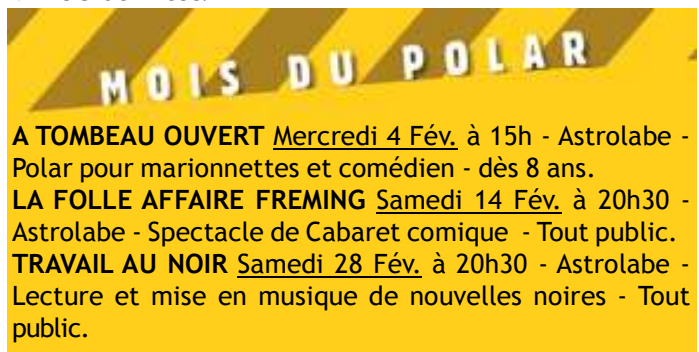 MOIS DU POLAR
A TOMBEAU OUVERT Mercredi 4 Fév. à 15h - Astrolabe -
Polar pour marionnettes et comédien - dès 8 ans.
LA FOLLE AFFAIRE FREMING Samedi 14 Fév. à 20h30 -
Astrolabe - Spectacle de Cabaret comique - Tout public.
TRAVAIL AU NOIR Samedi 28 Fév. à 20h30 - Astrolabe -
Lecture et mise en musique de nouvelles noires - Tout
public.